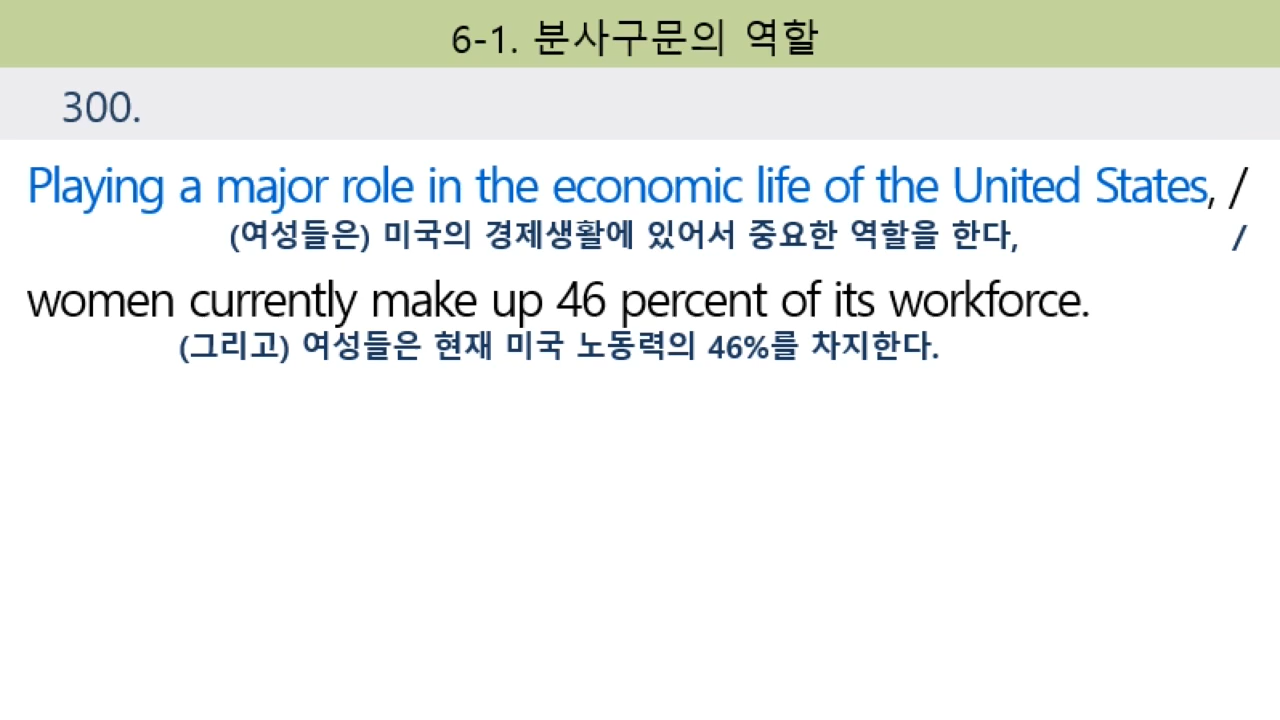 6-1. 분사구문의 역할
300.
Playing a major role in the economic life of the United States, /
(여성들은) 미국의 경제생활에 있어서 중요한 역할을 한다, /
women currently make up 46 percent of its workforce.
(그리고) 여성들은 현재 미국 노동력의 46%를 차지한다.